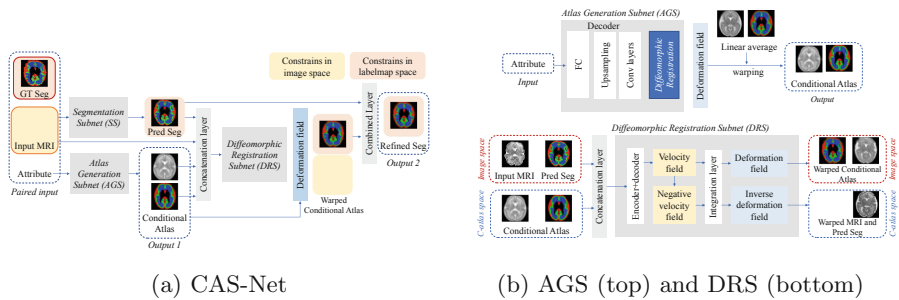 Constrains in
image space
Constrains in
labelmap space
GT Seg
Input MRI
Attribute
Paired input
Segmentation
Subnet (SS)
Atlas
Generation
Subnet (AGS)
Pred Seg
Conditional
Atlas
Output 1
Concatenation layer
Diffeomorphic
Registration
Subnet (DRS)
Deformation field
Warped
Conditional Atlas
Combined Layer
Refined Seg
Output 2
(a) CAS-Net
Atlas Generation Subnet (AGS)
Decoder
Attribute
Input
FC
Upsampling
Conv layers
Diffeomorphic
Registration
Deformation field
Linear average
warping
Conditional Atlas
Output
Diffeomorphic Registration Subnet (DRS)
Image space
Input MRI
Pred Seg
C-atlas space
Conditional Atlas
Concatenation layer
Encoder+decoder
Velocity
field
Negative
velocity
field
Integration layer
Deformation
field
Inverse
deformation
field
Warped Conditional
Atlas
Image space
Warped MRI and
Pred Seg
C-atlas space
(b) AGS (top) and DRS (bottom)